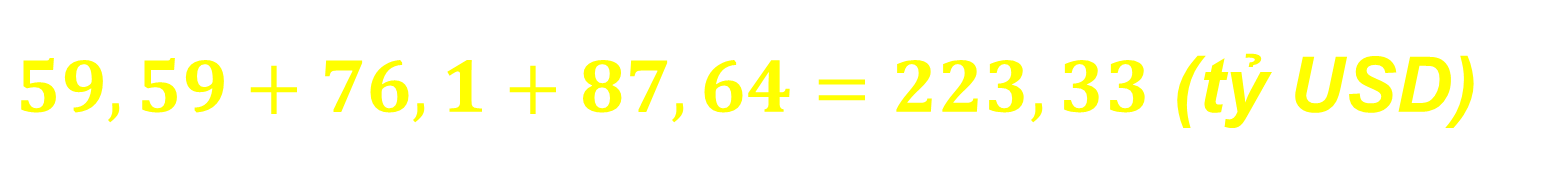 59,59 + 76,1 + 87,64 = 223,33 (tỷ USD)